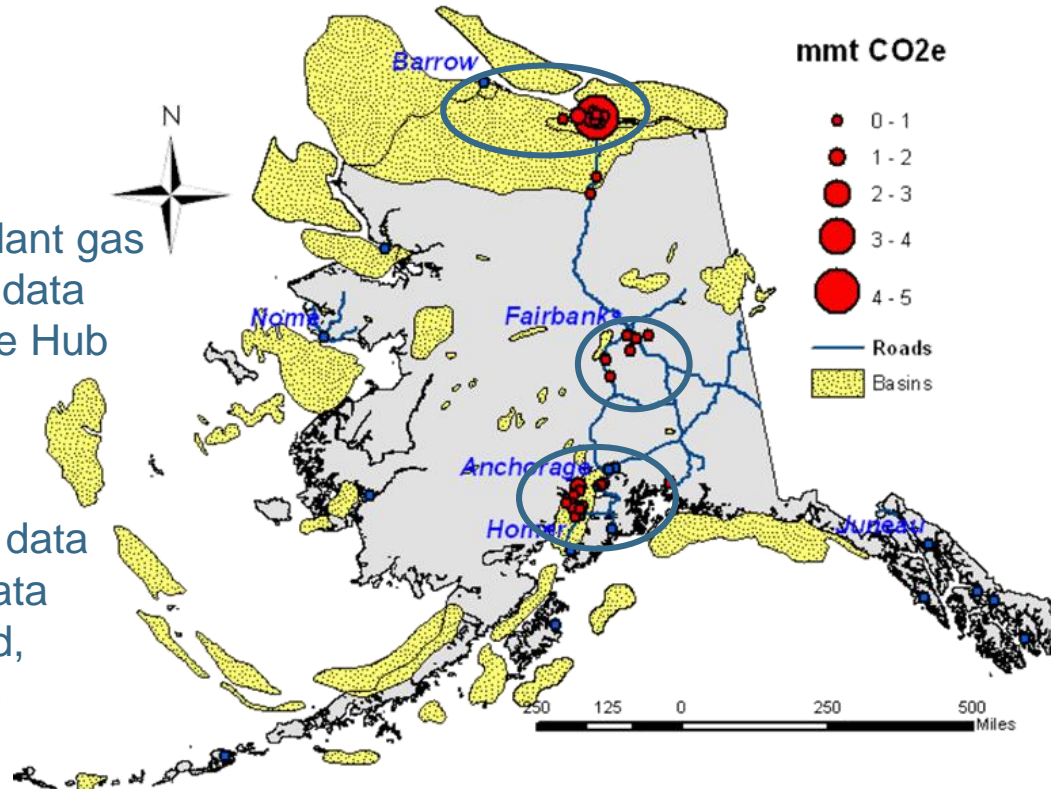 mmt CO2e
0 - 1
1 - 2
2 - 3
3 - 4
4 - 5
Roads
Basins
N
Barrow
lant gas
data
e Hub
Nome
Fairbanks
Anchorage
data
ata
d,
Homer
Juneau
250 125 0 250 500
Miles